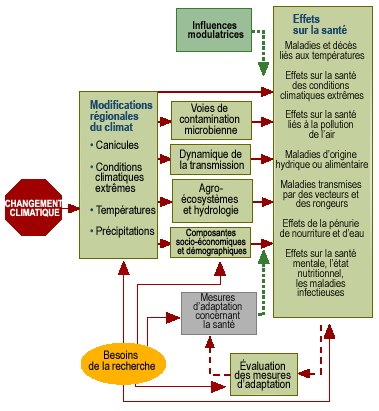 Influences
modulatrices
Effets
sur la santé
Maladies et décès
liés aux températures
Effets sur la santé
des conditions
climatiques extrêmes
Effets sur la santé
liés à la pollution
de l'air
Maladies d'origine
hydrique ou alimentaire
Maladies transmises
par des vecteurs et
des rongeurs
Effets de la pénurie
de nourriture et d'eau
Effets sur la santé
mentale, l'état
nutritionnel,
les maladies
infectieuses
Modifications
régionales
du climat
• Canicules
• Conditions
climatiques
extrêmes
• Températures
• Précipitations
Voies de
contamination
microbienne
Dynamique de
la transmission
Agro-
écosystèmes
et hydrologie
Composantes
socio-économiques
et démographiques
CHANGEMENT
CLIMATIQUE
Mesures
d'adaptation
concernant
la santé
Besoins
de la recherche
Évaluation
des mesures
d'adaptation